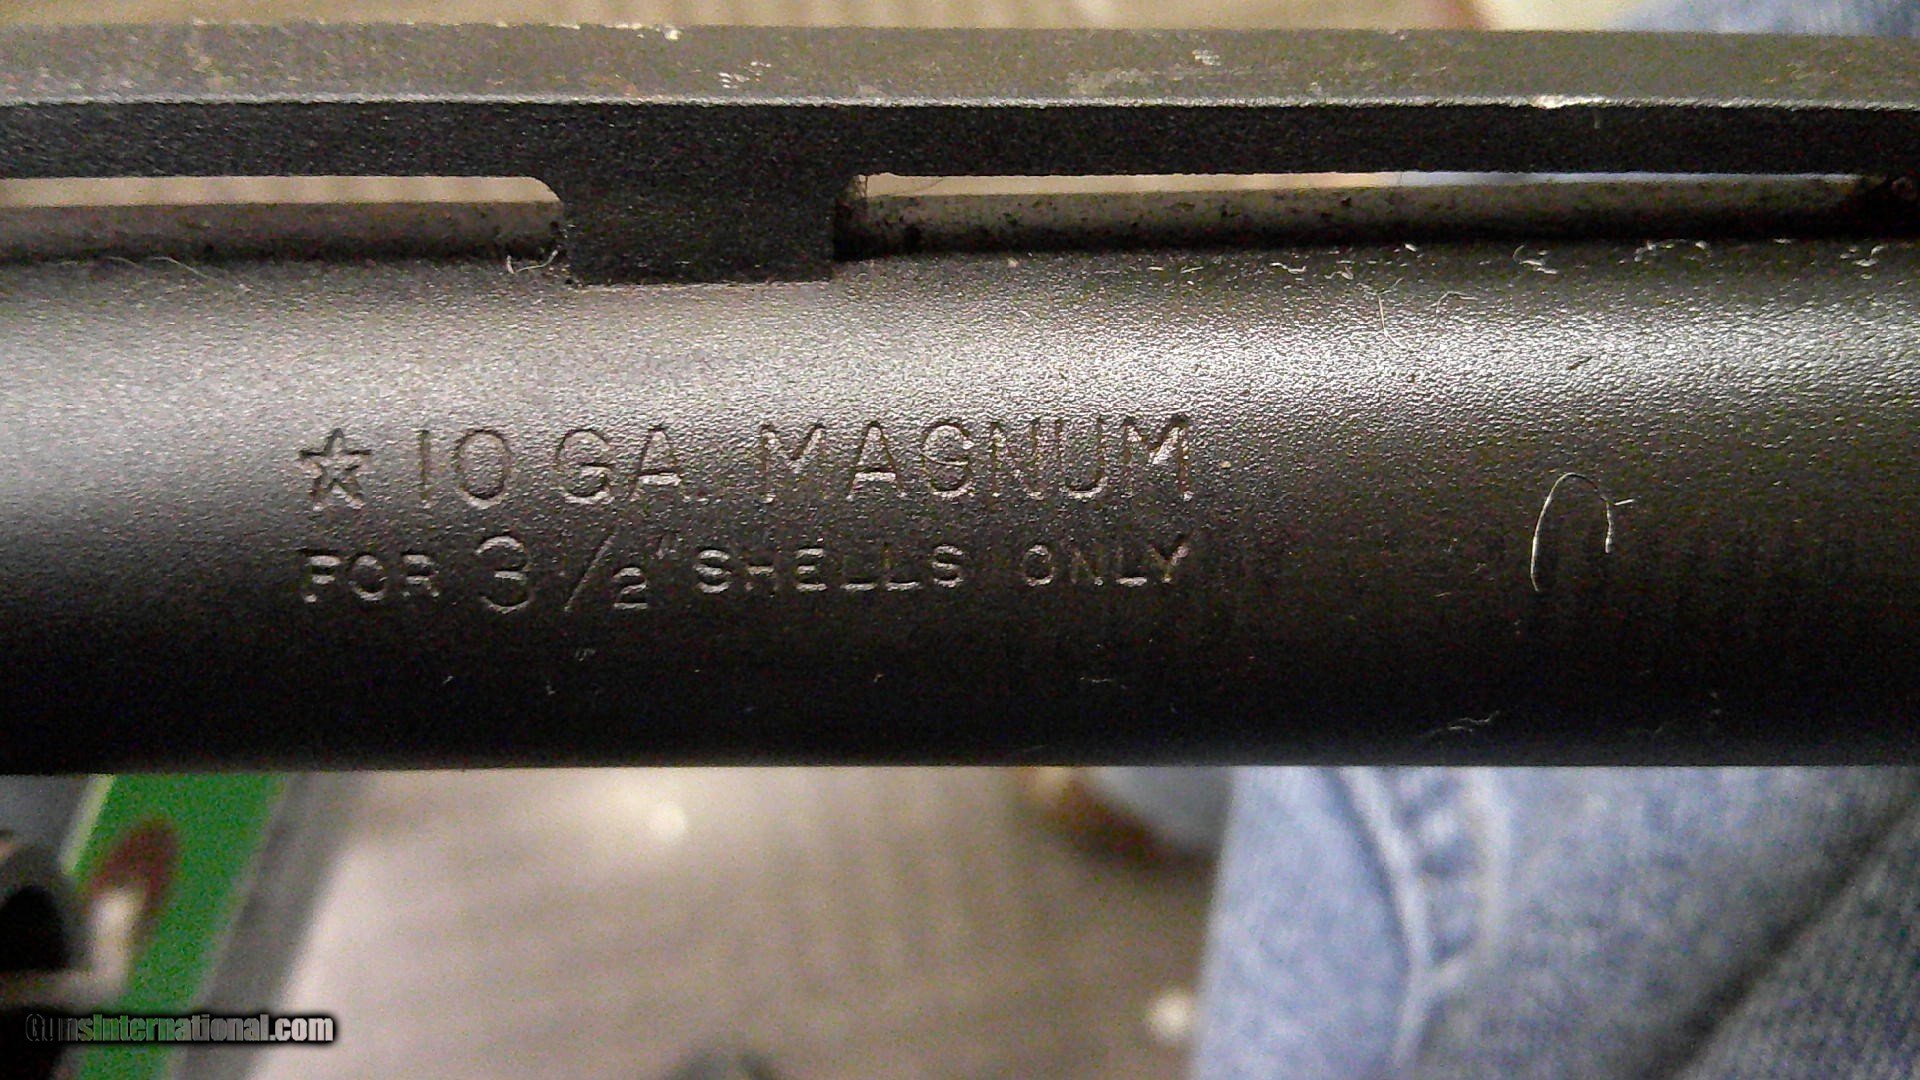 ☆ 10 GA. MAGNUM
FOR 3 1/2" SHELLS ONLY
GunsInternational.com